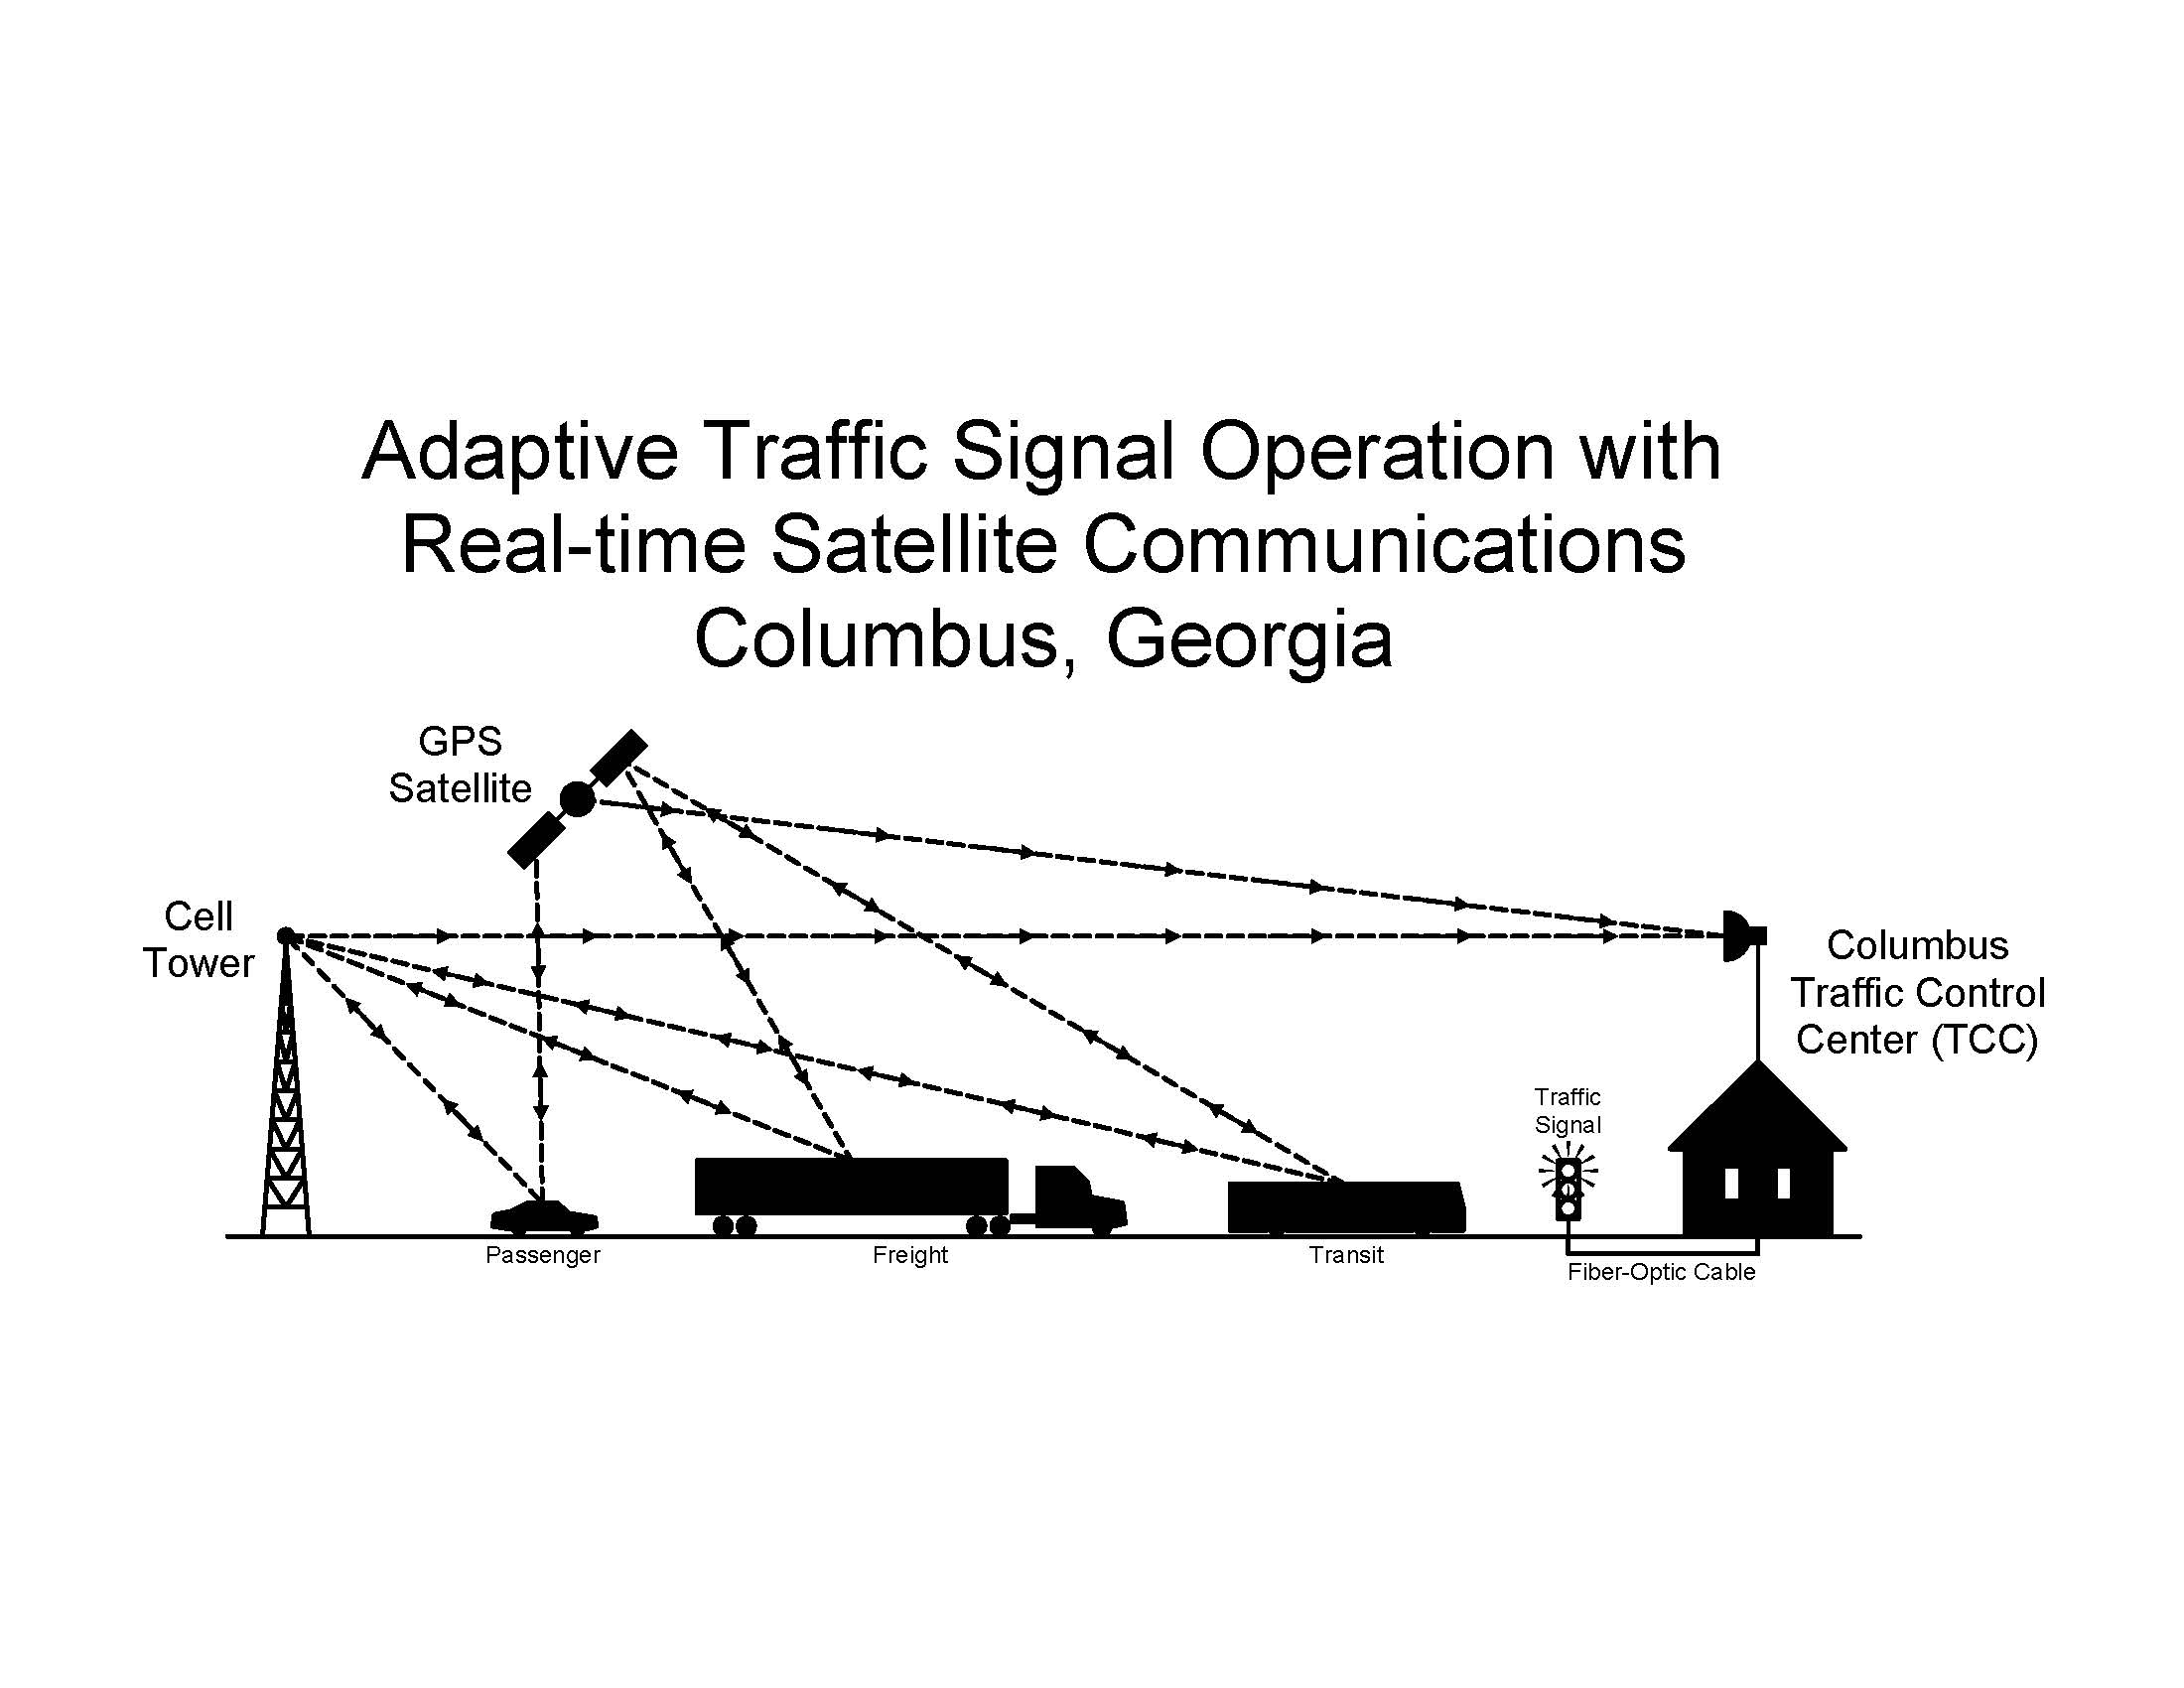 Adaptive Traffic Signal Operation with
Real-time Satellite Communications
Columbus, Georgia
GPS
Satellite
Cell
Tower
Columbus
Traffic Control
Center (TCC)
Traffic
Signal
Passenger
Freight
Transit
Fiber-Optic Cable